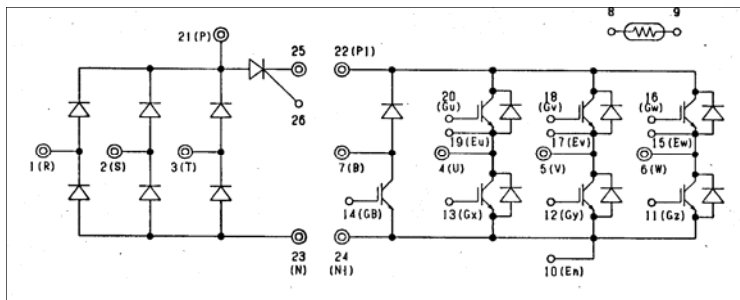 8 9
21(P)
25
22(P1)
20
(Gu)
18
(Gv)
16
(Gw)
26
19(Eu)
17(Ev)
15(Ew)
1(R)
2(S)
3(T)
7(B)
4(U)
5(V)
6(W)
14(GB)
13(Gx)
12(Gy)
11(Gz)
23
(N)
24
(N1)
10(En)